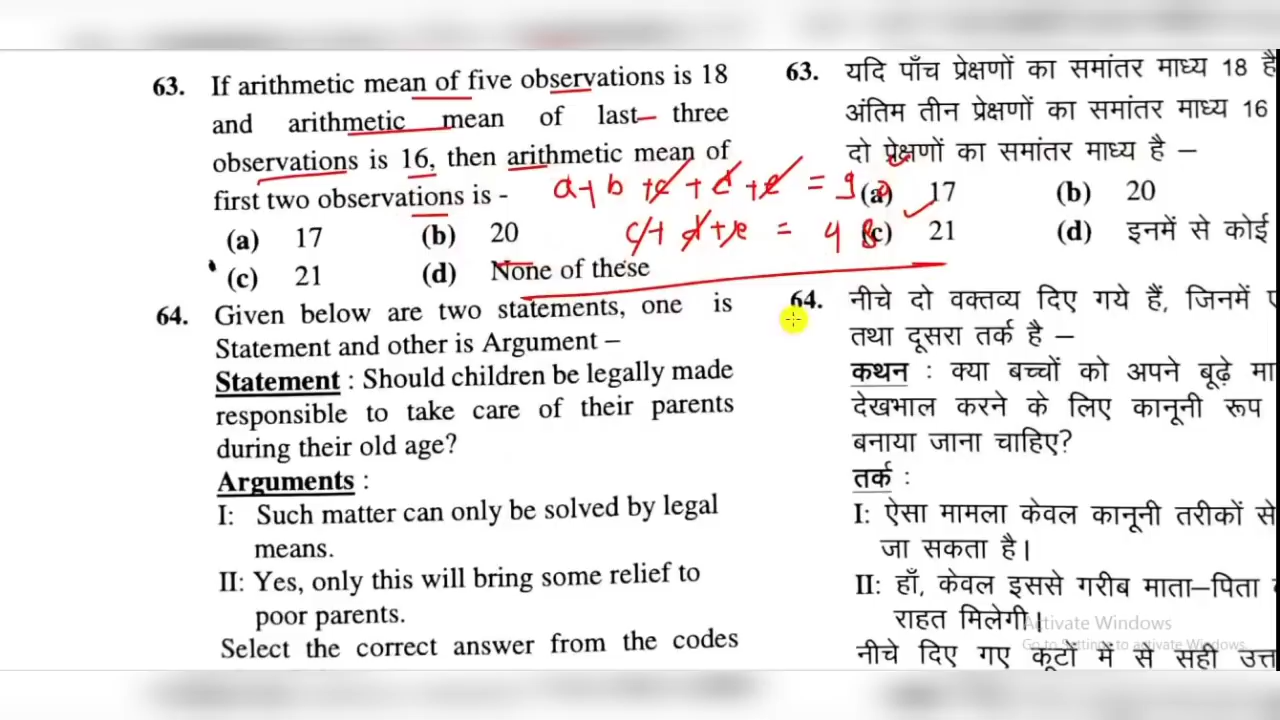 63. If arithmetic mean of five observations is 18
and arithmetic mean of last three
observations is 16, then arithmetic mean of
first two observations is -
(a) 17 (b) 20
(c) 21 (d) None of these
a+b+c+d+e = 90
c+d+e = 48
64. Given below are two statements, one is
Statement and other is Argument –
Statement : Should children be legally made
responsible to take care of their parents
during their old age?
Arguments :
I: Such matter can only be solved by legal
means.
II: Yes, only this will bring some relief to
poor parents.
Select the correct answer from the codes
63. यदि पाँच प्रेक्षणों का समांतर माध्य 18 है
अंतिम तीन प्रेक्षणों का समांतर माध्य 16
दो प्रेक्षणों का समांतर माध्य है –
(a) 17 (b) 20
(c) 21 (d) इनमें से कोई
64. नीचे दो वक्तव्य दिए गये हैं, जिनमें
तथा दूसरा तर्क है –
कथन : क्या बच्चों को अपने बूढ़े मा
देखभाल करने के लिए कानूनी रूप
बनाया जाना चाहिए?
तर्क :
I: ऐसा मामला केवल कानूनी तरीकों से
जा सकता है।
II: हाँ, केवल इससे गरीब माता–पिता
राहत मिलेगी।
नीचे दिए गए कूटों में से सही उत्त
Activate Windows
Go to Settings to activate Windows.